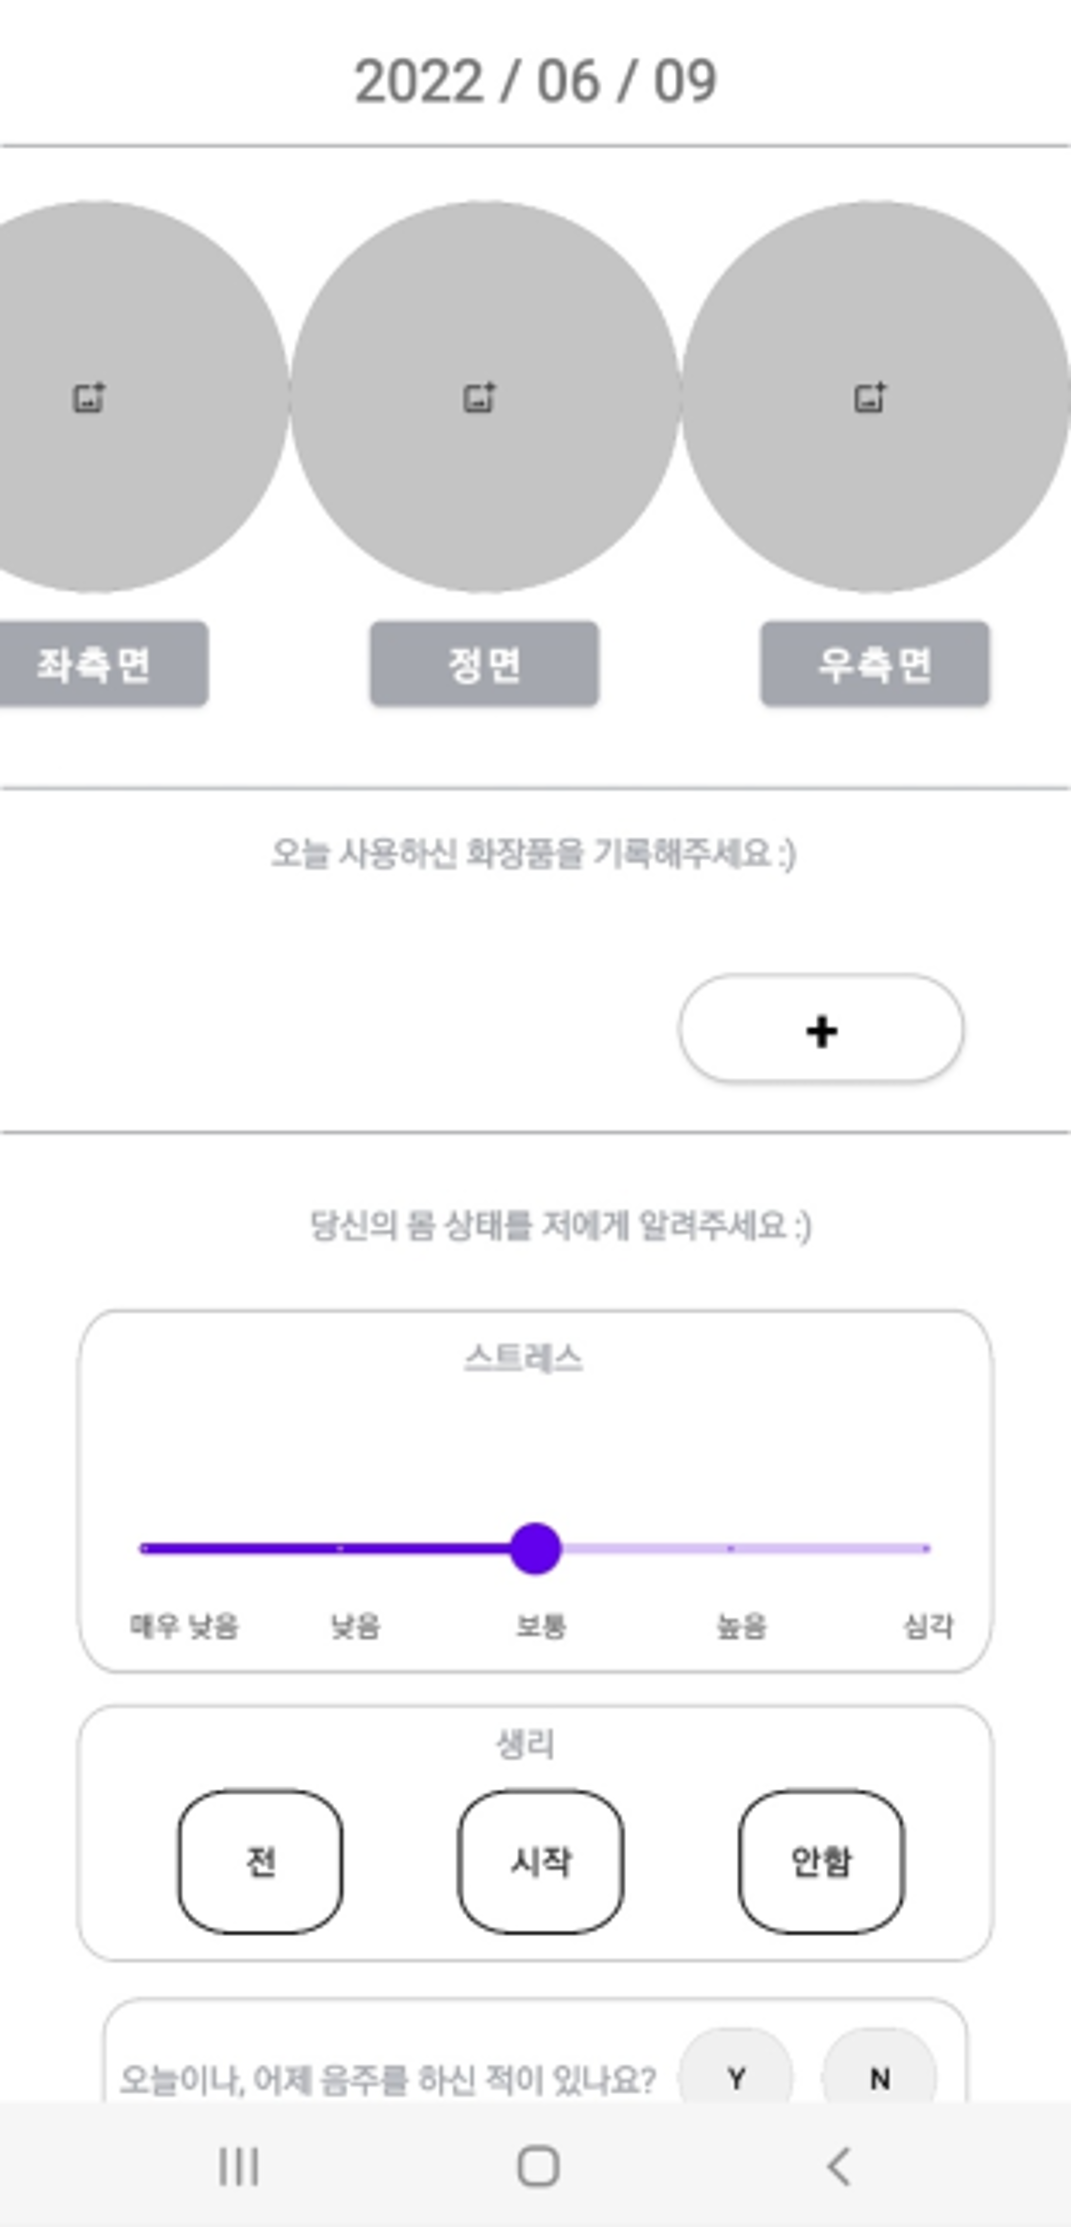 2022 / 06 / 09
좌측면 정면 우측면
오늘 사용하신 화장품을 기록해주세요 :)
+
당신의 몸 상태를 저에게 알려주세요 :)
스트레스
매우 낮음 낮음 보통 높음 심각
생리
전 시작 안함
오늘이나, 어제 음주를 하신 적이 있나요? Y N